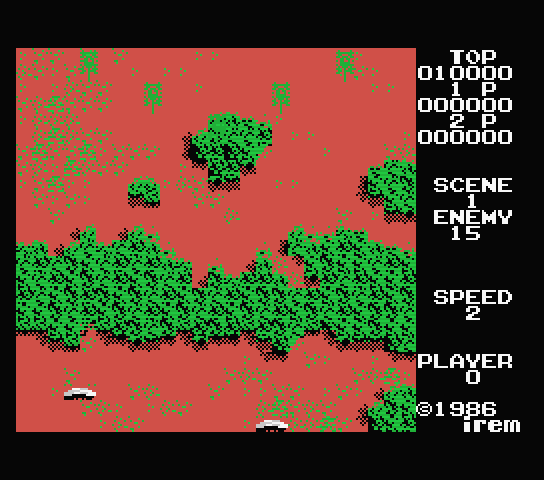 TOP
010000
1 P
000000
2 P
000000
SCENE
1
ENEMY
15
SPEED
2
PLAYER
0
©1986
irem